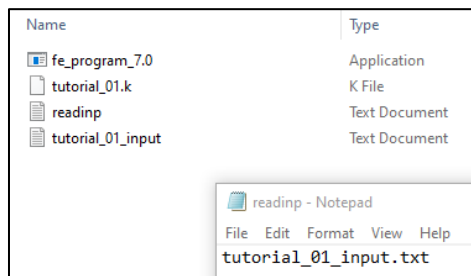 Name Type
fe_program_7.0 Application
tutorial_01.k K File
readinp Text Document
tutorial_01_input Text Document
readinp - Notepad
File Edit Format View Help
tutorial_01_input.txt